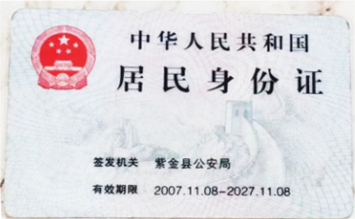 中华人民共和国
居民身份证
签发机关 紫金县公安局
有效期限 2007.11.08-2027.11.08